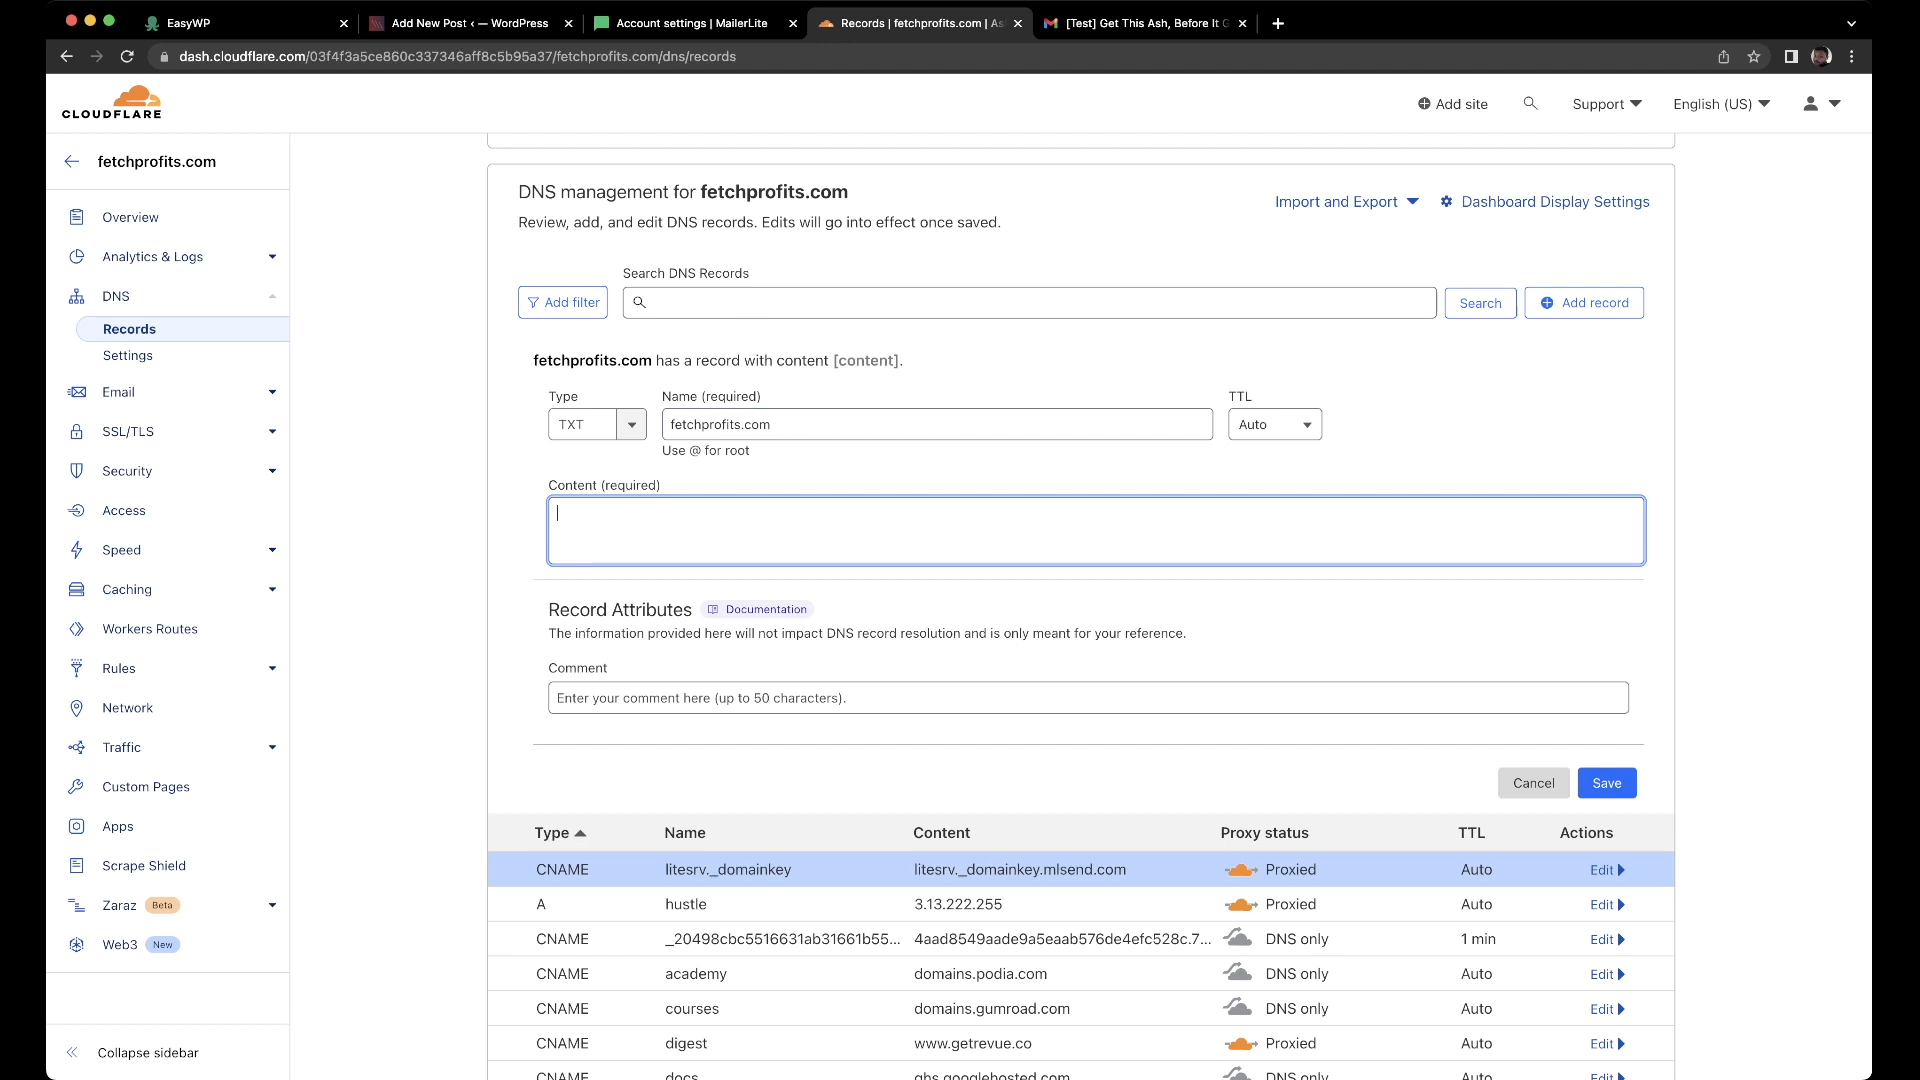 EasyWP
Add New Post ‹ — WordPress
Account settings | MailerLite
Records | fetchprofits.com | As
[Test] Get This Ash, Before It G
dash.cloudflare.com/03f4f3a5ce860c337346aff8c5b95a37/fetchprofits.com/dns/records
CLOUDFLARE
Add site
Support
English (US)
fetchprofits.com
Overview
Analytics & Logs
DNS
Records
Settings
Email
SSL/TLS
Security
Access
Speed
Caching
Workers Routes
Rules
Network
Traffic
Custom Pages
Apps
Scrape Shield
Zaraz Beta
Web3 New
Collapse sidebar
DNS management for fetchprofits.com
Review, add, and edit DNS records. Edits will go into effect once saved.
Import and Export
Dashboard Display Settings
Search DNS Records
Add filter
Search
Add record
fetchprofits.com has a record with content [content].
Type Name (required) TTL
TXT fetchprofits.com Auto
Use @ for root
Content (required)
Record Attributes Documentation
The information provided here will not impact DNS record resolution and is only meant for your reference.
Comment
Enter your comment here (up to 50 characters).
Cancel Save
Type Name Content Proxy status TTL Actions
CNAME litesrv._domainkey litesrv._domainkey.mlsend.com Proxied Auto Edit
A hustle 3.13.222.255 Proxied Auto Edit
CNAME _20498cbc5516631ab31661b55... 4aad8549aade9a5eaab576de4efc528c.7... DNS only 1 min Edit
CNAME academy domains.podia.com DNS only Auto Edit
CNAME courses domains.gumroad.com DNS only Auto Edit
CNAME digest www.getrevue.co Proxied Auto Edit
CNAME docs ghs.googlehosted.com DNS only Auto Edit